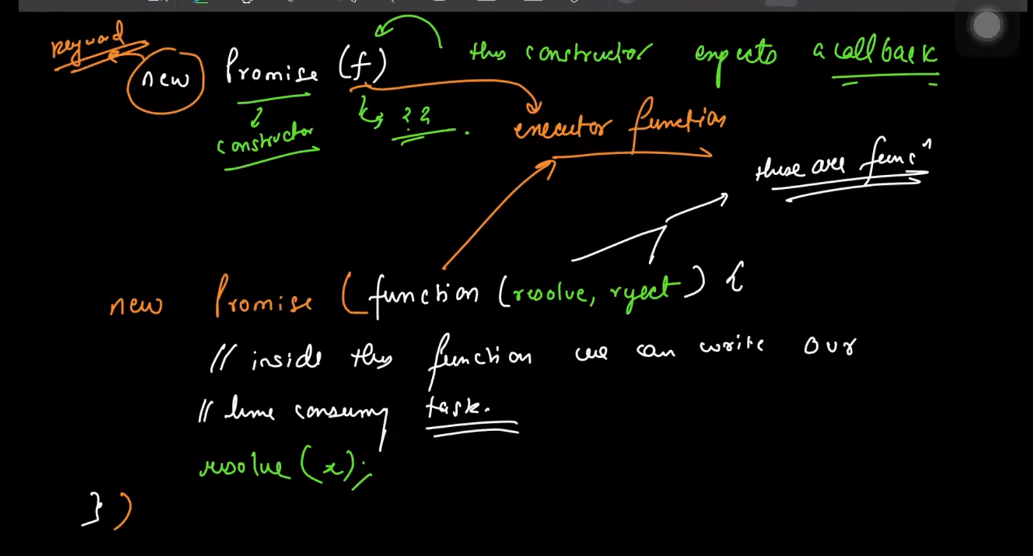 keyword
new Promise (f)
this constructor expects a callback
constructor
??
executor function
these are funcⁿ
new Promise (function (resolve, reject) {
// inside this function we can write our
// time consuming task.
resolve (x);
})